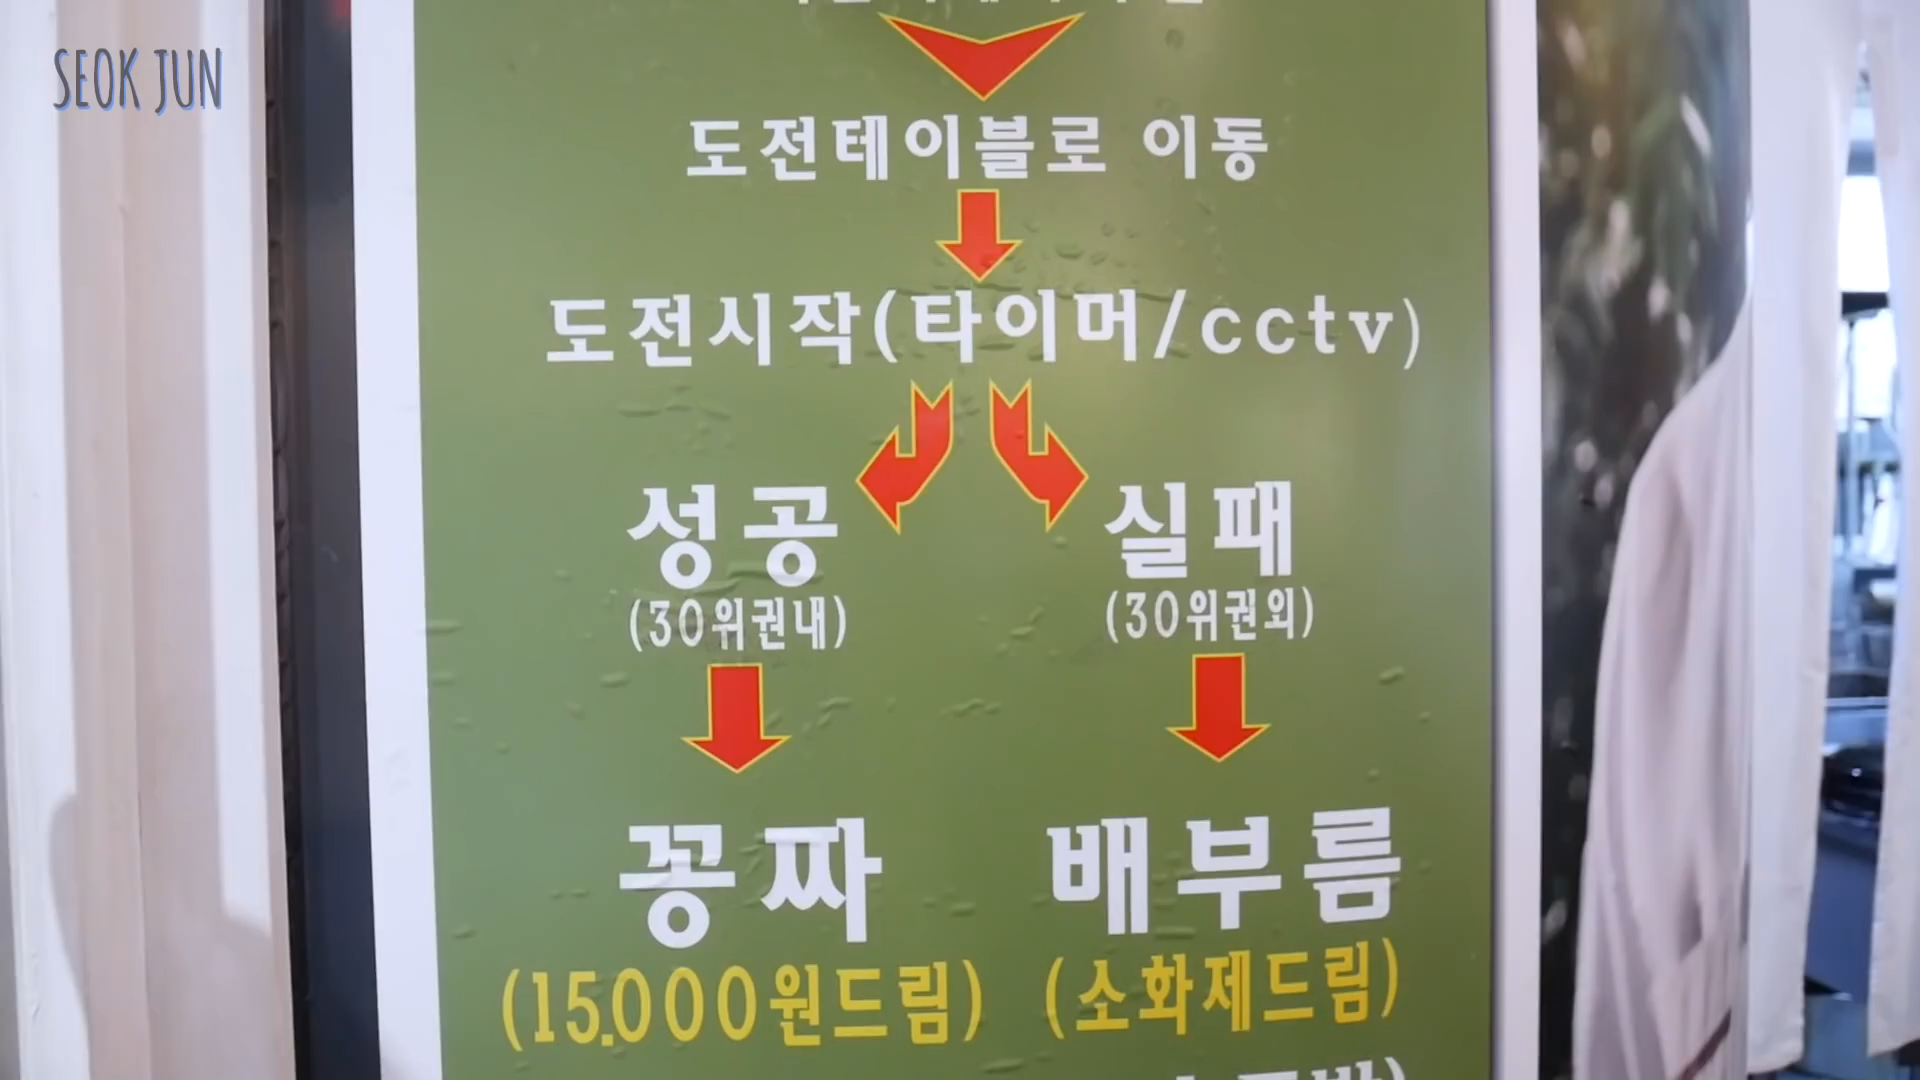 SEOK JUN
도전테이블로 이동
도전시작(타이머/cctv)
성공 실패
(30위권내) (30위권외)
꽁짜 배부름
(15.000원드림) (소화제드림)